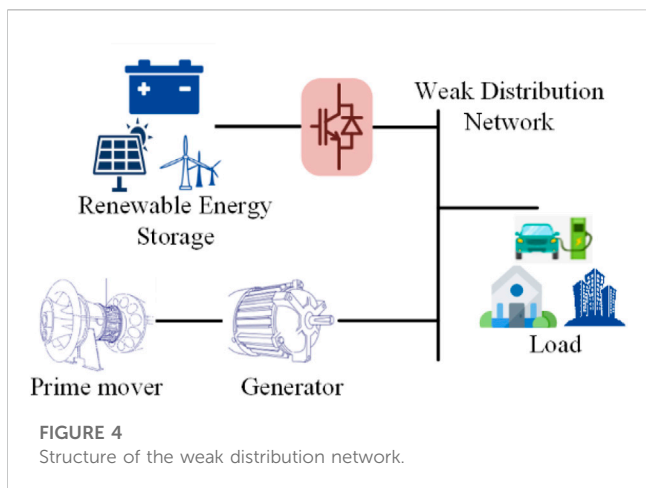 Weak Distribution
Network
Renewable Energy
Storage
Load
Prime mover
Generator
FIGURE 4
Structure of the weak distribution network.